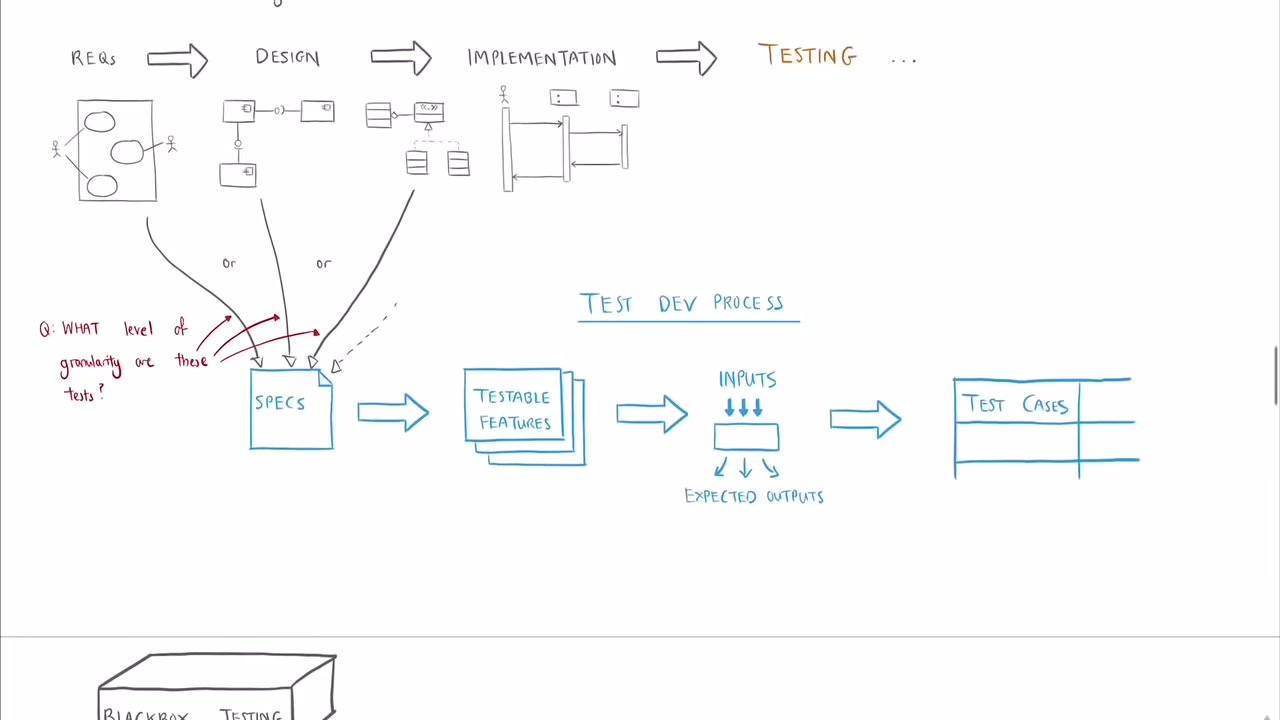 REQs
DESIGN
IMPLEMENTATION
TESTING ...
<<·>>
:
:
or
or
Q: WHAT level of
granularity are these
tests?
TEST DEV PROCESS
SPECS
TESTABLE
FEATURES
INPUTS
EXPECTED OUTPUTS
TEST CASES
BLACKBOX TESTING